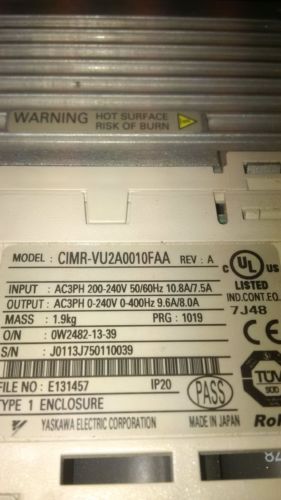 WARNING HOT SURFACE
RISK OF BURN
MODEL : CIMR-VU2A0010FAA REV : A
INPUT : AC3PH 200-240V 50/60Hz 10.8A/7.5A
OUTPUT : AC3PH 0-240V 0-400Hz 9.6A/8.0A
MASS : 1.9kg PRG : 1019
O/N : 0W2482-13-39
S/N : J0113J750110039
FILE NO : E131457 IP20
TYPE 1 ENCLOSURE
YASKAWA ELECTRIC CORPORATION MADE IN JAPAN
PASS
C UL US
LISTED
IND.CONT.EQ.
7J48
TÜV